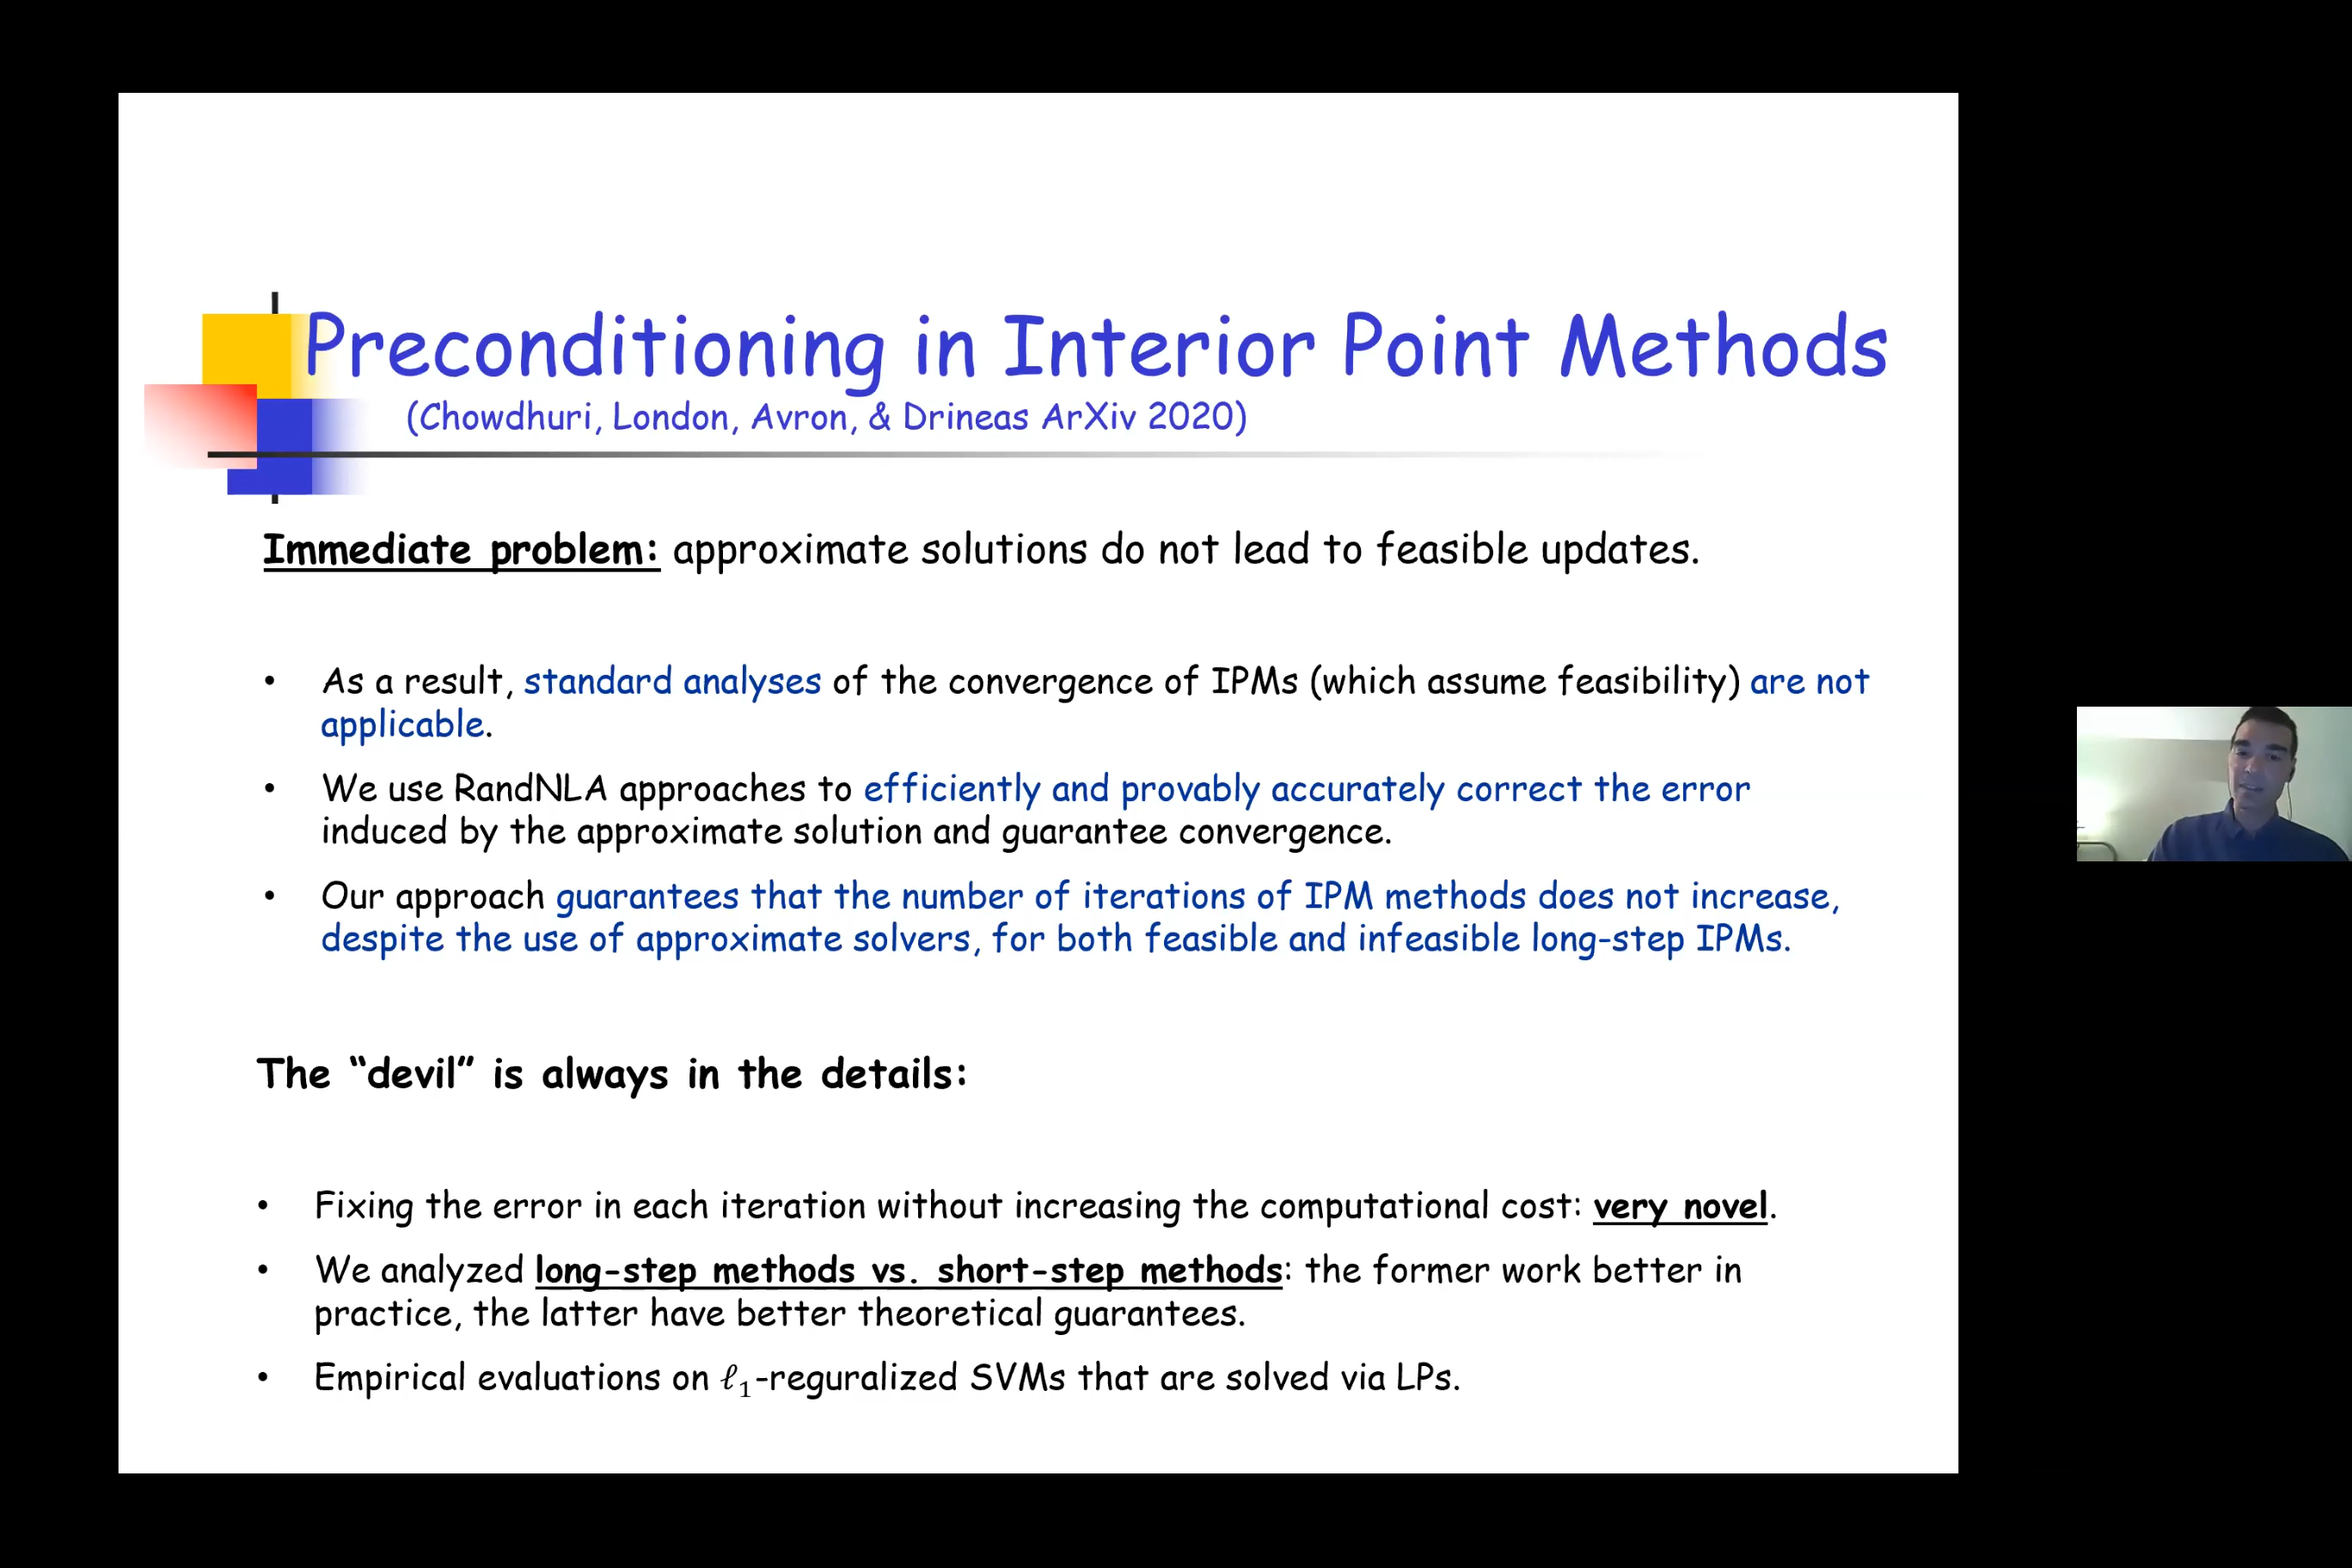 Preconditioning in Interior Point Methods
(Chowdhuri, London, Avron, & Drineas ArXiv 2020)
Immediate problem: approximate solutions do not lead to feasible updates.
• As a result, standard analyses of the convergence of IPMs (which assume feasibility) are not
applicable.
• We use RandNLA approaches to efficiently and provably accurately correct the error
induced by the approximate solution and guarantee convergence.
• Our approach guarantees that the number of iterations of IPM methods does not increase,
despite the use of approximate solvers, for both feasible and infeasible long-step IPMs.
The “devil” is always in the details:
• Fixing the error in each iteration without increasing the computational cost: very novel.
• We analyzed long-step methods vs. short-step methods: the former work better in
practice, the latter have better theoretical guarantees.
• Empirical evaluations on ℓ₁-reguralized SVMs that are solved via LPs.